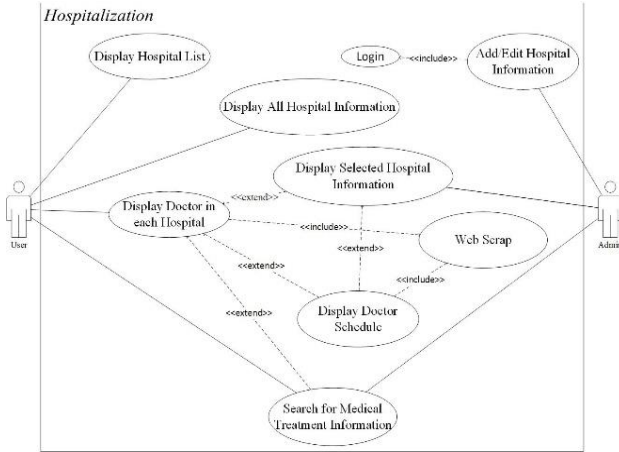 Hospitalization
Display Hospital List
Login
<<include>>
Add/Edit Hospital
Information
Display All Hospital Information
Display Selected Hospital
Information
<<extend>>
Display Doctor in
each Hospital
<<include>>
Web Scrap
<<extend>>
<<extend>>
<<include>>
<<extend>>
Display Doctor
Schedule
Search for Medical
Treatment Information
User
Admin